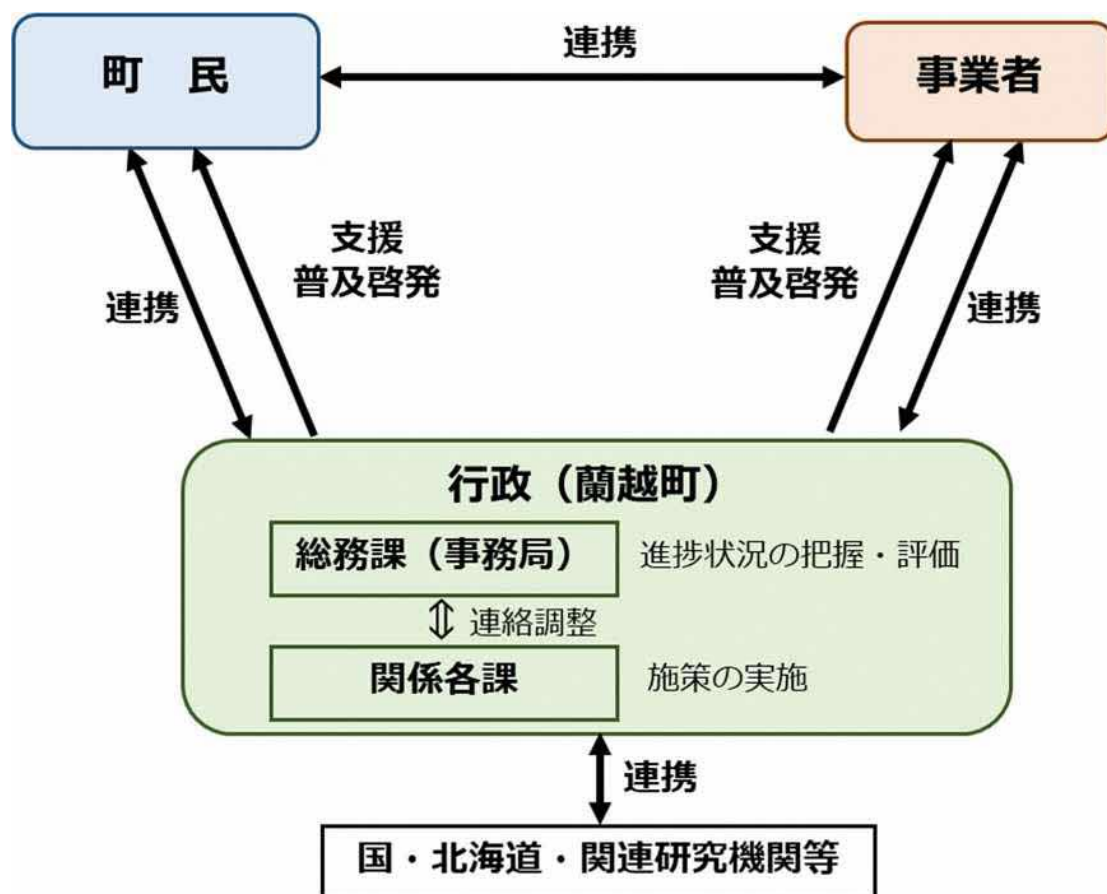 町　民
連携
事業者
支援
普及啓発
連携
支援
普及啓発
連携
行政（蘭越町）
総務課（事務局）
進捗状況の把握・評価
連絡調整
関係各課
施策の実施
連携
国・北海道・関連研究機関等